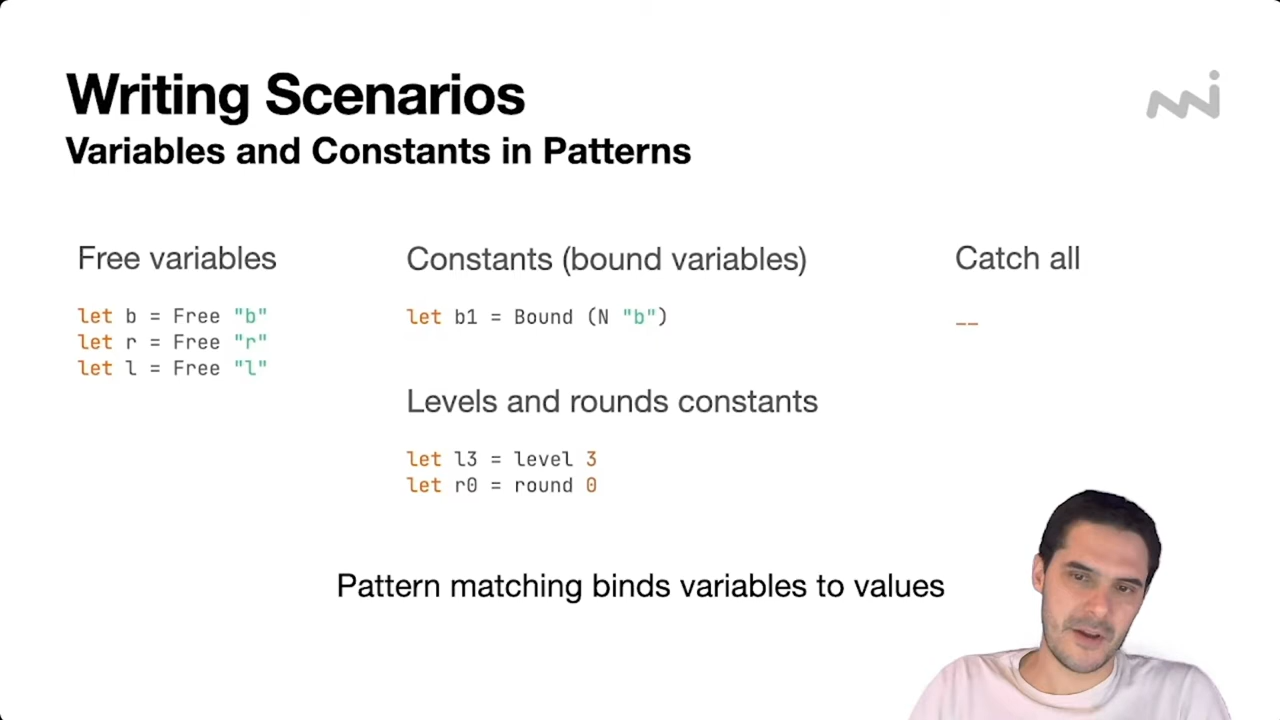 Writing Scenarios
Variables and Constants in Patterns
Free variables
let b = Free "b"
let r = Free "r"
let l = Free "l"
Constants (bound variables)
let b1 = Bound (N "b")
Levels and rounds constants
let l3 = level 3
let r0 = round 0
Catch all
__
Pattern matching binds variables to values